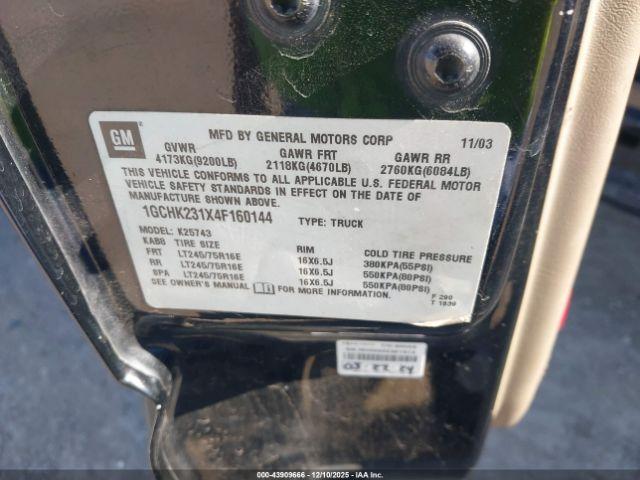 GM
MFD BY GENERAL MOTORS CORP 11/03
GVWR GAWR FRT GAWR RR
4173KG(9200LB) 2118KG(4670LB) 2760KG(6084LB)
THIS VEHICLE CONFORMS TO ALL APPLICABLE U.S. FEDERAL MOTOR
VEHICLE SAFETY STANDARDS IN EFFECT ON THE DATE OF
MANUFACTURE SHOWN ABOVE.
1GCHK231X4F160144 TYPE: TRUCK
MODEL: K25743
KABB TIRE SIZE RIM COLD TIRE PRESSURE
FRT LT245/75R16E 16X6.5J 380KPA(55PSI)
RR LT245/75R16E 16X6.5J 550KPA(80PSI)
SPA LT245/75R16E 16X6.5J 550KPA(80PSI)
SEE OWNER'S MANUAL FOR MORE INFORMATION.
F 290
T 1839
IAA 000-43909666 12/10/2025 IAA INC.